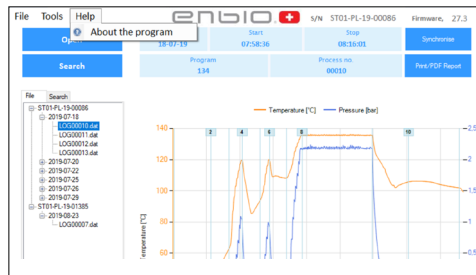 File Tools Help
About the program
enbio
S/N ST01-PL-19-00086 Firmware, 27.3
18-07-19
Start
07:58:36
Stop
08:16:01
Synchronise
Search
Program
134
Process no.
00010
Print/PDF Report
File Search
ST01-PL-19-00086
2019-07-18
LOG00010.dat
LOG00011.dat
LOG00012.dat
LOG00013.dat
2019-07-20
2019-07-22
2019-07-25
2019-07-26
2019-07-29
ST01-PL-19-01385
2019-08-23
LOG00007.dat
Temperature [°C] Pressure [bar]
140
120
100
80
60
2 4 6 8 10
2,5
2
1,5
1
0,5